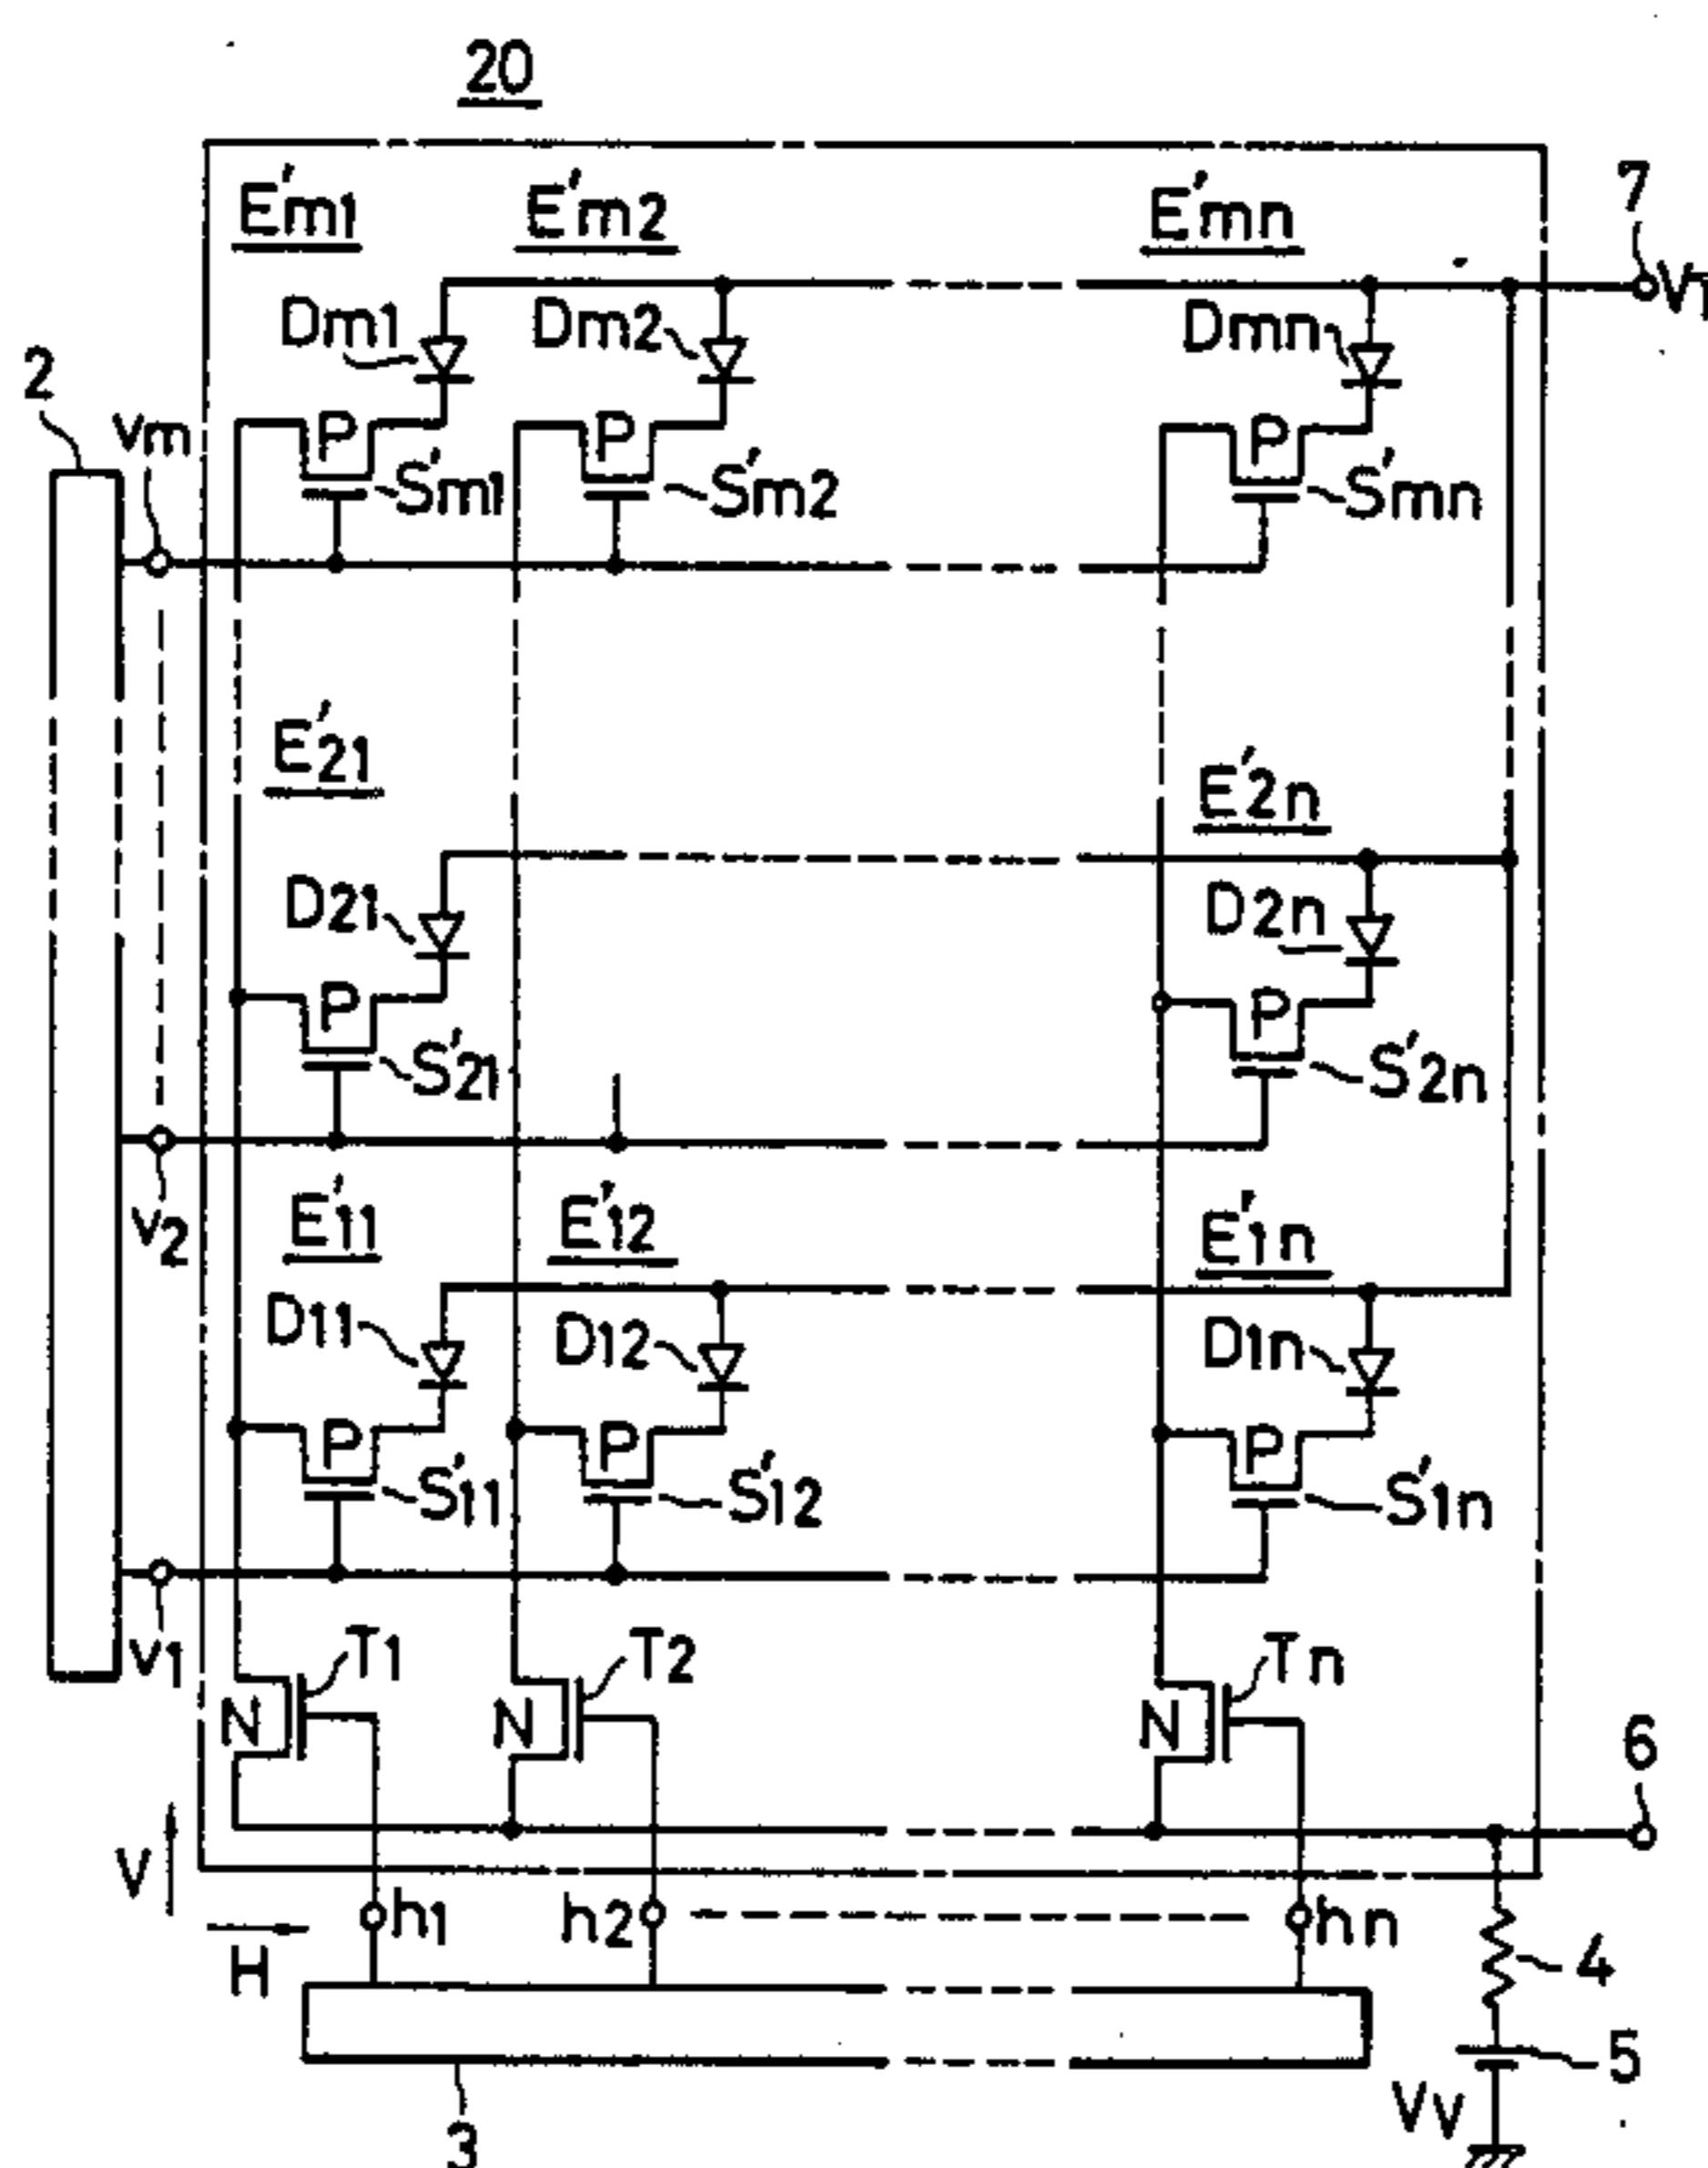 20
E'm1 E'm2 E'mn
7
VT
Dm1 Dm2 Dmn
2
vm
P P P
S'm1 S'm2 S'mn
E'21 E'2n
D21 D2n
P P
S'21 S'2n
v2
E'11 E'12 E'1n
D11 D12 D1n
P P P
S'11 S'12 S'1n
v1
T1 T2 Tn
N N N
6
V
H
h1 h2 hn
4
5
VV
3